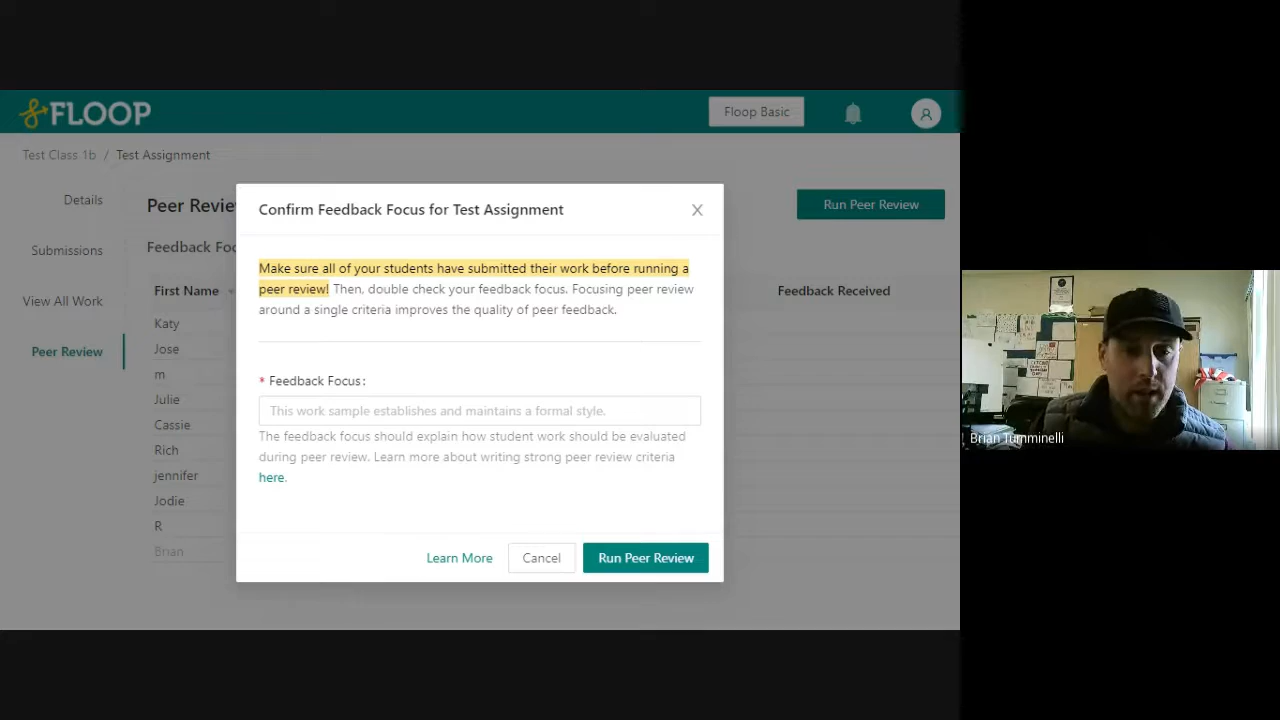 FLOOP
Floop Basic
Test Class 1b / Test Assignment
Details
Submissions
View All Work
Peer Review
Peer Revie
Run Peer Review
Feedback Foc
First Name
Feedback Received
Katy
Jose
m
Julie
Cassie
Rich
jennifer
Jodie
R
Brian
Confirm Feedback Focus for Test Assignment
Make sure all of your students have submitted their work before running a
peer review! Then, double check your feedback focus. Focusing peer review
around a single criteria improves the quality of peer feedback.
* Feedback Focus:
This work sample establishes and maintains a formal style.
The feedback focus should explain how student work should be evaluated
during peer review. Learn more about writing strong peer review criteria
here.
Learn More
Cancel
Run Peer Review
Brian Tumminelli